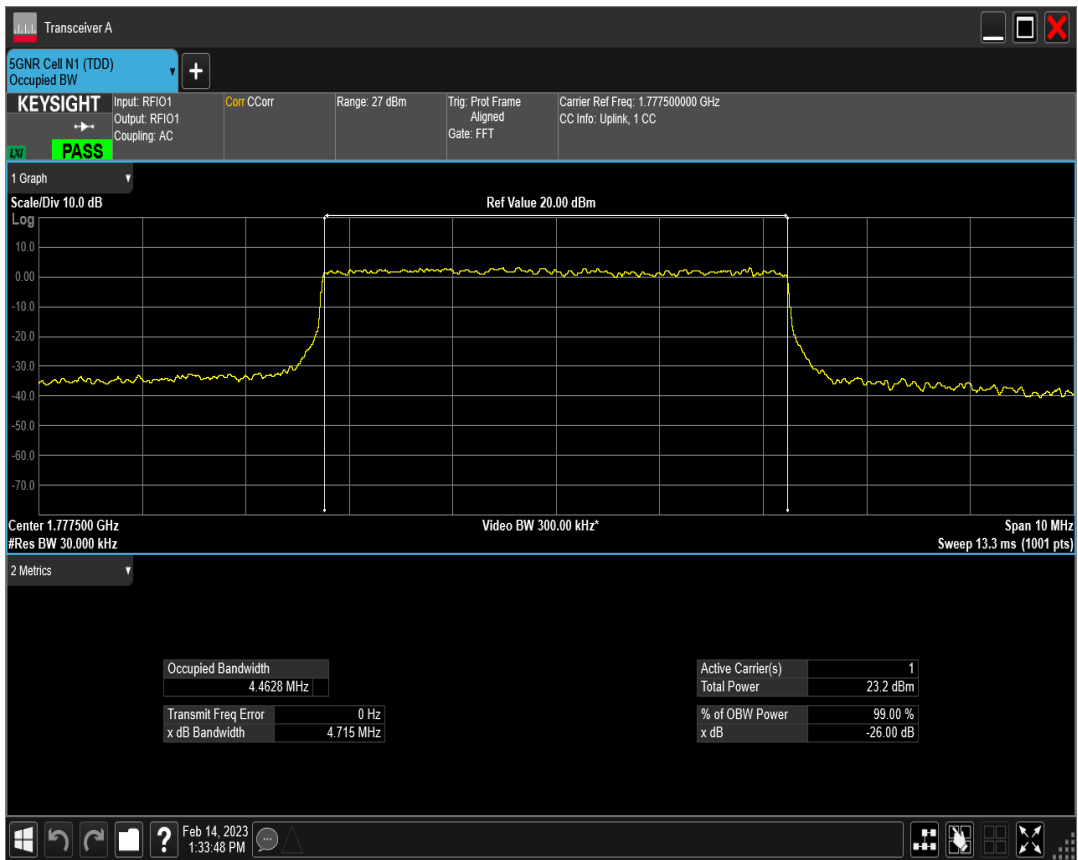 Transceiver A
5GNR Cell N1 (TDD)
Occupied BW
+
KEYSIGHT
LXI
PASS
Input: RFIO1
Output: RFIO1
Coupling: AC
Corr CCorr
Range: 27 dBm
Trig: Prot Frame
Aligned
Gate: FFT
Carrier Ref Freq: 1.777500000 GHz
CC Info: Uplink, 1 CC
1 Graph
Scale/Div 10.0 dB
Ref Value 20.00 dBm
Log
10.0
0.00
-10.0
-20.0
-30.0
-40.0
-50.0
-60.0
-70.0
Center 1.777500 GHz
Video BW 300.00 kHz*
Span 10 MHz
#Res BW 30.000 kHz
Sweep 13.3 ms (1001 pts)
2 Metrics
Occupied Bandwidth
4.4628 MHz
Transmit Freq Error 0 Hz
x dB Bandwidth 4.715 MHz
Active Carrier(s) 1
Total Power 23.2 dBm
% of OBW Power 99.00 %
x dB -26.00 dB
?
Feb 14, 2023
1:33:48 PM